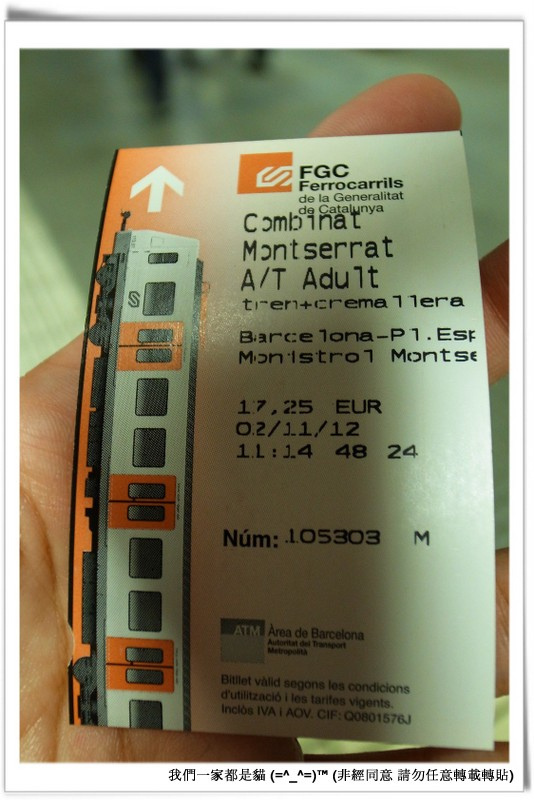 FGC
Ferrocarrils
de la Generalitat
de Catalunya
Combinat
Montserrat
A/T Adult
tren+cremallera
Barcelona-Pl.Esp
Monistrol Montse
17,25 EUR
02/11/12
11:14 48 24
Núm: 105303 M
ATM Àrea de Barcelona
Autoritat del Transport
Metropolità
Bitllet vàlid segons les condicions
d'utilització i les tarifes vigents.
Inclòs IVA i AOV. CIF: Q0801576J
我們一家都是貓 (=^_^=)™ (非經同意 請勿任意轉載轉貼)